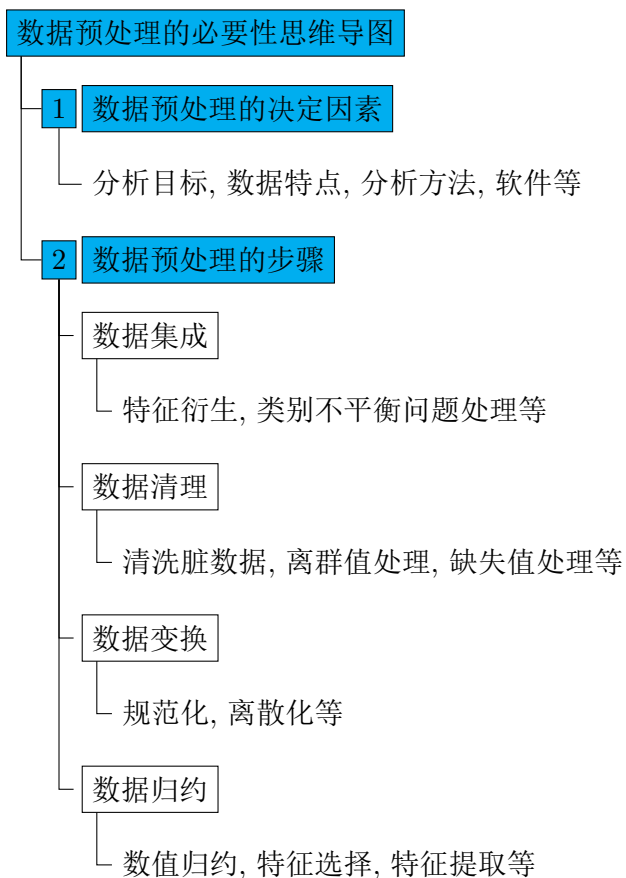 数据预处理的必要性思维导图
1 数据预处理的决定因素
分析目标, 数据特点, 分析方法, 软件等
2 数据预处理的步骤
数据集成
特征衍生, 类别不平衡问题处理等
数据清理
清洗脏数据, 离群值处理, 缺失值处理等
数据变换
规范化, 离散化等
数据归约
数值归约, 特征选择, 特征提取等